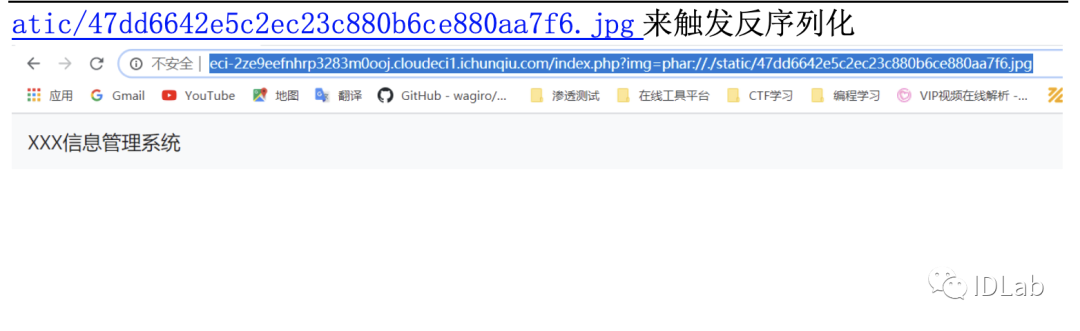 atic/47dd6642e5c2ec23c880b6ce880aa7f6.jpg 来触发反序列化
不安全 | eci-2ze9eefnhrp3283m0ooj.cloudeci1.ichunqiu.com/index.php?img=phar://./static/47dd6642e5c2ec23c880b6ce880aa7f6.jpg
应用 Gmail YouTube 地图 翻译 GitHub - wagiro/... 渗透测试 在线工具平台 CTF学习 编程学习 VIP视频在线解析 -...
XXX信息管理系统
IDLab